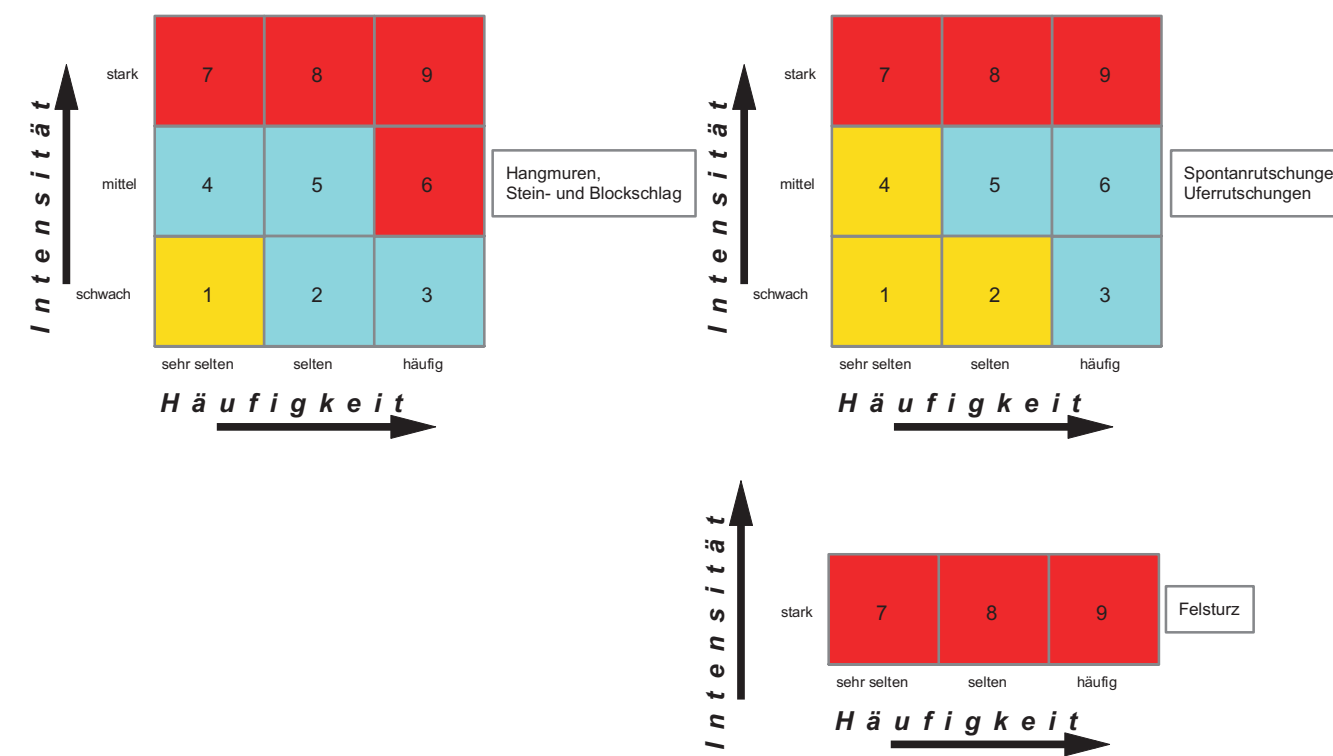 stark
7 8 9
mittel
4 5 6
Hangmuren,
Stein- und Blockschlag
schwach
1 2 3
sehr selten selten häufig
Intensität
Häufigkeit
stark
7 8 9
mittel
4 5 6
Spontanrutschunge
Uferrutschungen
schwach
1 2 3
sehr selten selten häufig
Intensität
Häufigkeit
stark
7 8 9
Felsturz
sehr selten selten häufig
Intensität
Häufigkeit